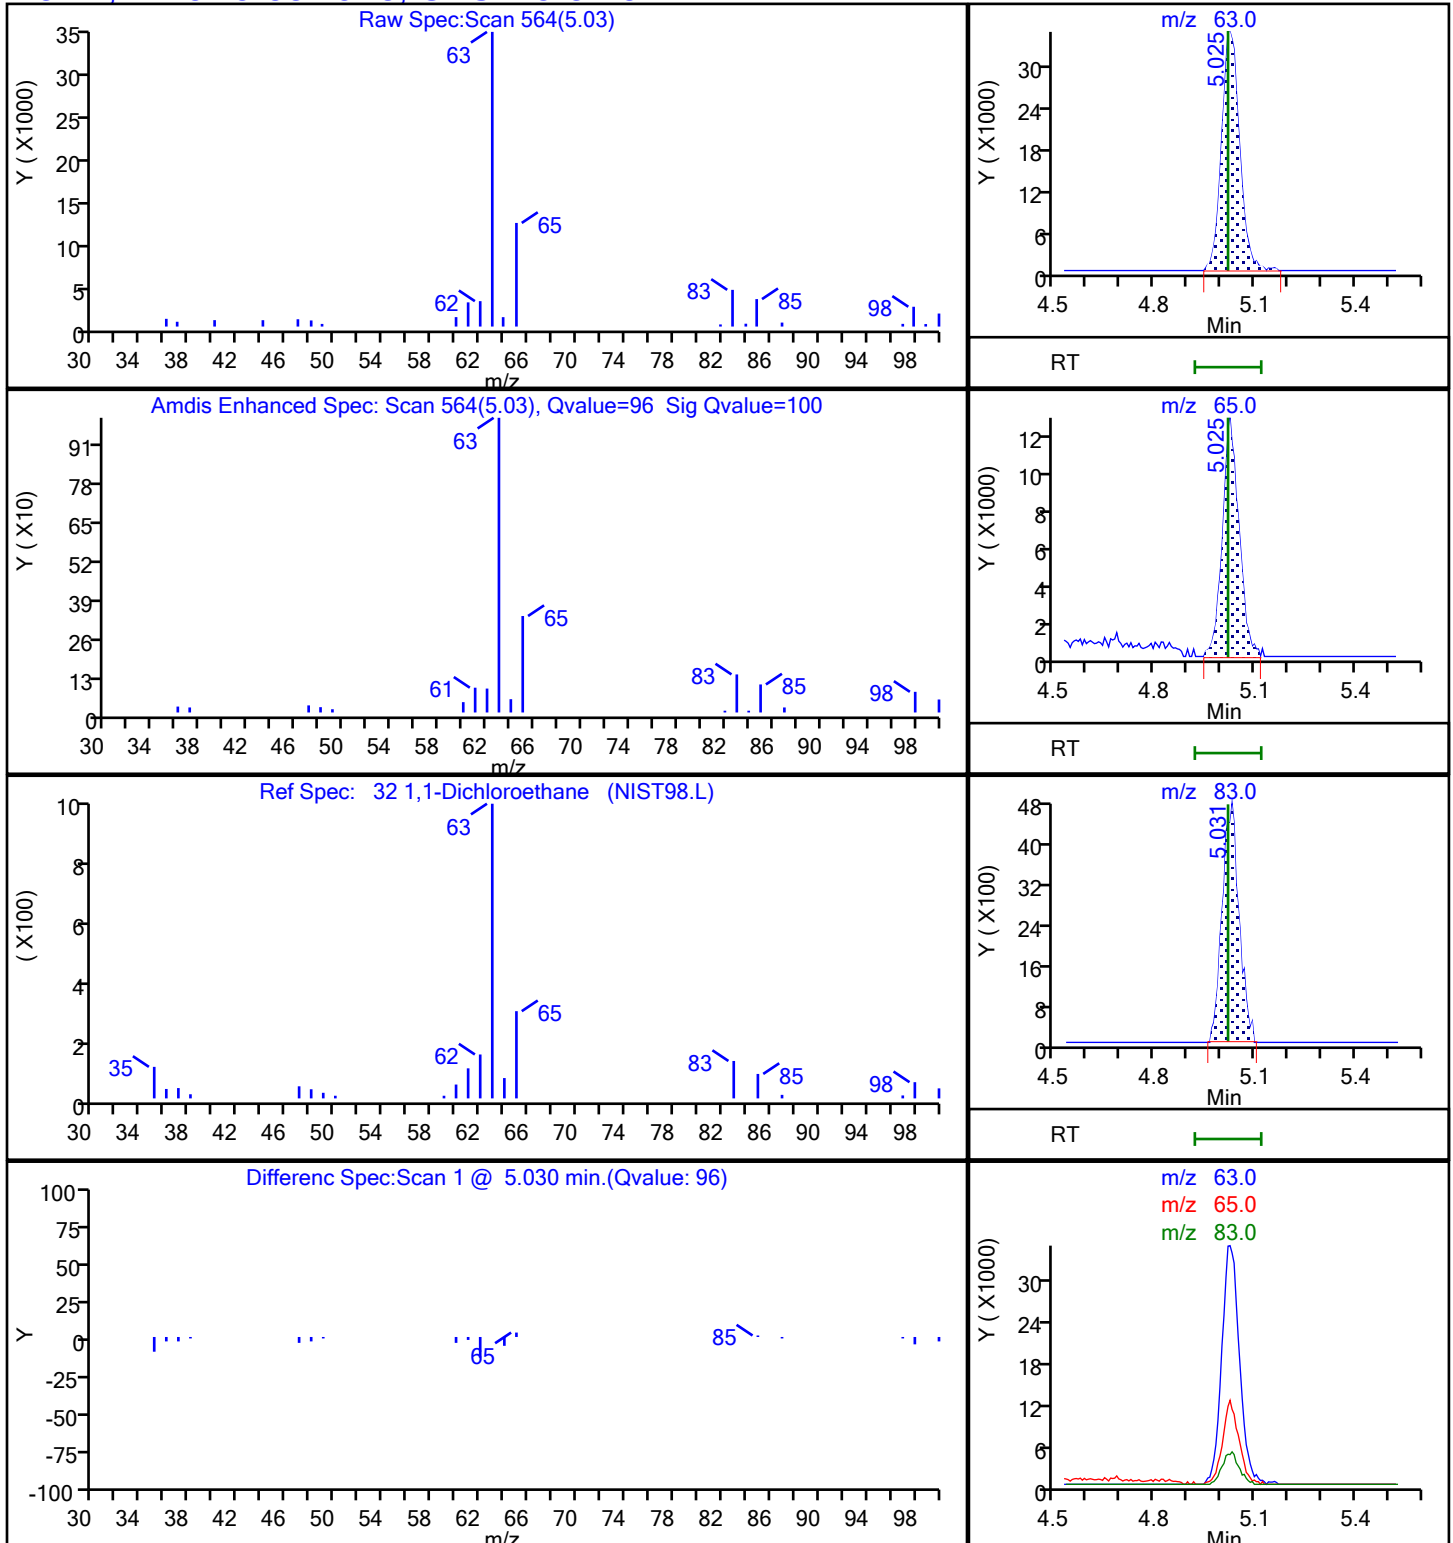 Raw Spec:Scan 564(5.03)
Y ( X1000)
35
30
25
20
15
10
5
0
63
65
62
83
85
98
30 34 38 42 46 50 54 58 62 66 70 74 78 82 86 90 94 98
m/z
m/z 63.0
Y ( X1000)
30
24
18
12
6
0
5.025
4.5 4.8 5.1 5.4
Min
RT
Amdis Enhanced Spec: Scan 564(5.03), Qvalue=96 Sig Qvalue=100
Y ( X10)
91
78
65
52
39
26
13
0
63
65
61
83
85
98
30 34 38 42 46 50 54 58 62 66 70 74 78 82 86 90 94 98
m/z
m/z 65.0
Y ( X1000)
12
10
8
6
4
2
0
5.025
4.5 4.8 5.1 5.4
Min
RT
Ref Spec: 32 1,1-Dichloroethane (NIST98.L)
( X100)
10
8
6
4
2
0
63
65
35
62
83
85
98
30 34 38 42 46 50 54 58 62 66 70 74 78 82 86 90 94 98
m/z 83.0
Y ( X100)
48
40
32
24
16
8
0
5.031
4.5 4.8 5.1 5.4
Min
RT
Differenc Spec:Scan 1 @ 5.030 min.(Qvalue: 96)
Y
100
75
50
25
0
-25
-50
-75
-100
65
85
30 34 38 42 46 50 54 58 62 66 70 74 78 82 86 90 94 98
m/z
m/z 63.0
m/z 65.0
m/z 83.0
Y ( X1000)
30
24
18
12
6
0
4.5 4.8 5.1 5.4
Min